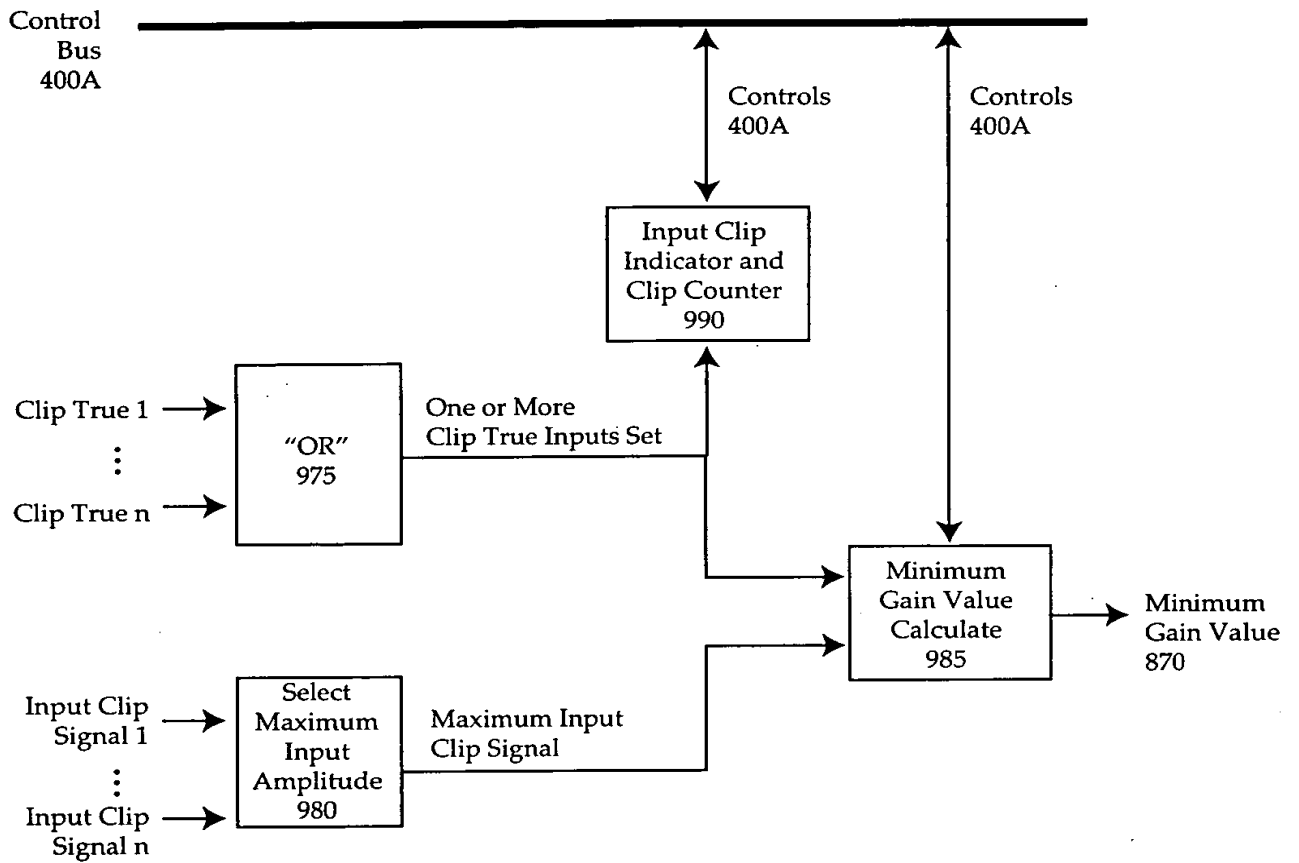 Control
Bus
400A
Controls
400A
Controls
400A
Input Clip
Indicator and
Clip Counter
990
Clip True 1
Clip True n
"OR"
975
One or More
Clip True Inputs Set
Minimum
Gain Value
Calculate
985
Minimum
Gain Value
870
Input Clip
Signal 1
Input Clip
Signal n
Select
Maximum
Input
Amplitude
980
Maximum Input
Clip Signal